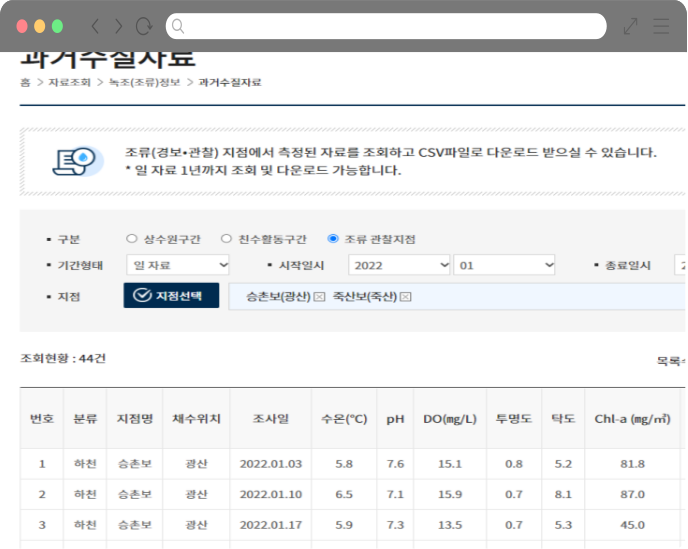 과거수질자료
홈 > 자료조회 > 녹조(조류)정보 > 과거수질자료
조류(경보•관찰) 지점에서 측정된 자료를 조회하고 CSV파일로 다운로드 받으실 수 있습니다.
* 일 자료 1년까지 조회 및 다운로드 가능합니다.
▪ 구분 상수원구간 친수활동구간 조류 관찰지점
▪ 기간형태 일 자료 ▪ 시작일시 2022 01 ▪ 종료일시
▪ 지점 지점선택 승촌보(광산) 죽산보(죽산)
조회현황 : 44건 목록
번호 분류 지점명 채수위치 조사일 수온(℃) pH DO(mg/L) 투명도 탁도 Chl-a (mg/㎥)
1 하천 승촌보 광산 2022.01.03 5.8 7.6 15.1 0.8 5.2 81.8
2 하천 승촌보 광산 2022.01.10 6.5 7.1 15.9 0.7 8.1 87.0
3 하천 승촌보 광산 2022.01.17 5.9 7.3 13.5 0.7 5.3 45.0